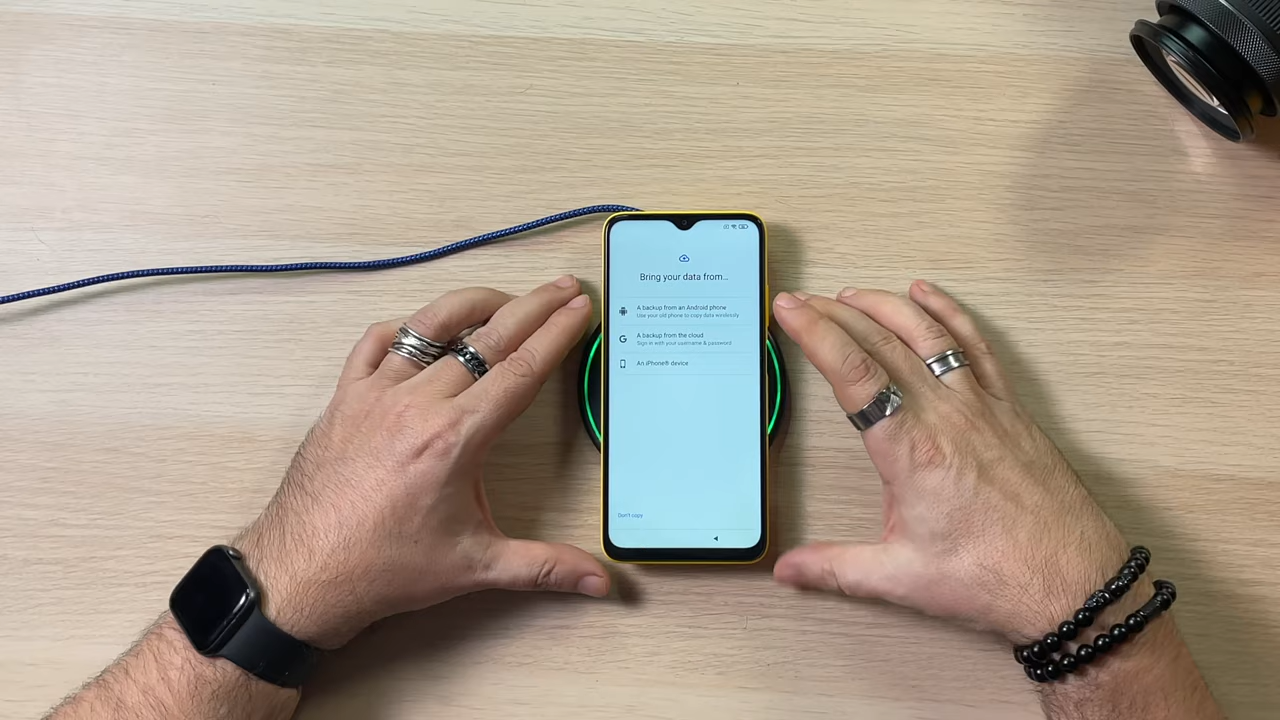 Bring your data from...
A backup from an Android phone
Use your old phone to copy data wirelessly.
A backup from the cloud
Sign in with your username & password
An iPhone® device
Don't copy